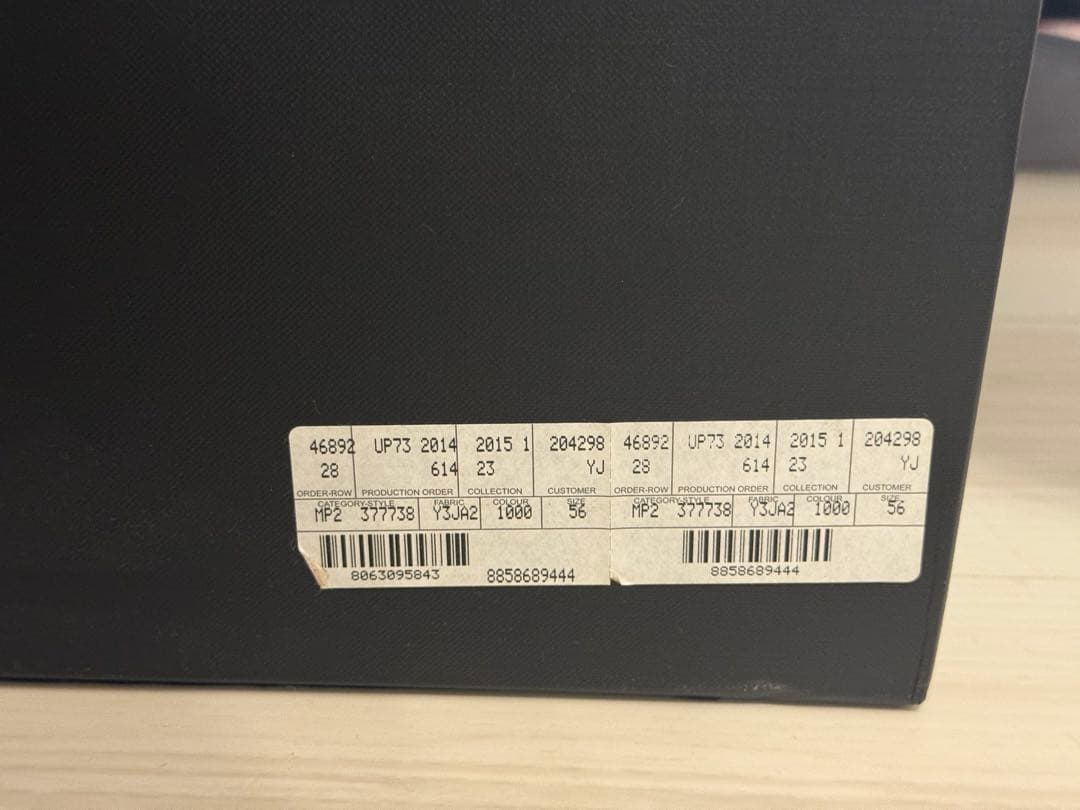 46892 UP73 2014 2015 1 204298
28 614 23 YJ
ORDER-ROW PRODUCTION ORDER COLLECTION CUSTOMER
CATEGORY-STYLE FABRIC COLOUR SIZE
MP2 377738 Y3JA2 1000 56
8063095843 8858689444
46892 UP73 2014 2015 1 204298
28 614 23 YJ
ORDER-ROW PRODUCTION ORDER COLLECTION CUSTOMER
CATEGORY-STYLE FABRIC COLOUR SIZE
MP2 377738 Y3JA2 1000 56
8858689444